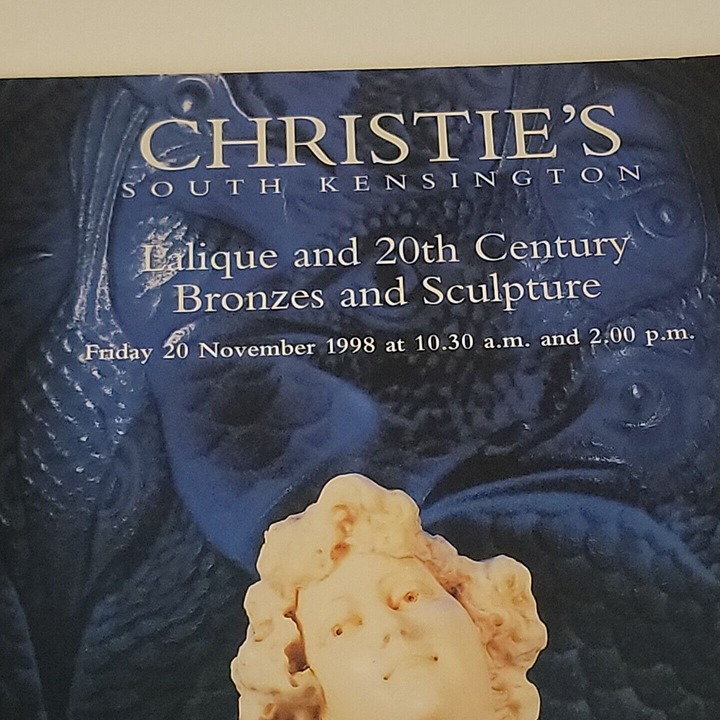 CHRISTIE'S
SOUTH KENSINGTON
Lalique and 20th Century
Bronzes and Sculpture
Friday 20 November 1998 at 10.30 a.m. and 2.00 p.m.